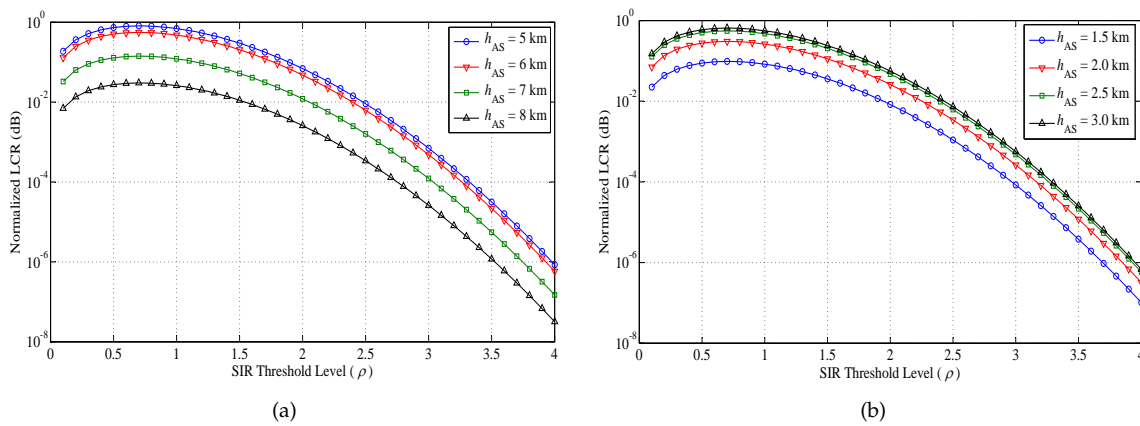 10^0
10^-2
10^-4
10^-6
10^-8
Normalized LCR (dB)
0 0.5 1 1.5 2 2.5 3 3.5 4
SIR Threshold Level ( ρ )
h_AS = 5 km
h_AS = 6 km
h_AS = 7 km
h_AS = 8 km
(a)
10^0
10^-2
10^-4
10^-6
10^-8
Normalized LCR (dB)
0 0.5 1 1.5 2 2.5 3 3.5 4
SIR Threshold Level ( ρ )
h_AS = 1.5 km
h_AS = 2.0 km
h_AS = 2.5 km
h_AS = 3.0 km
(b)